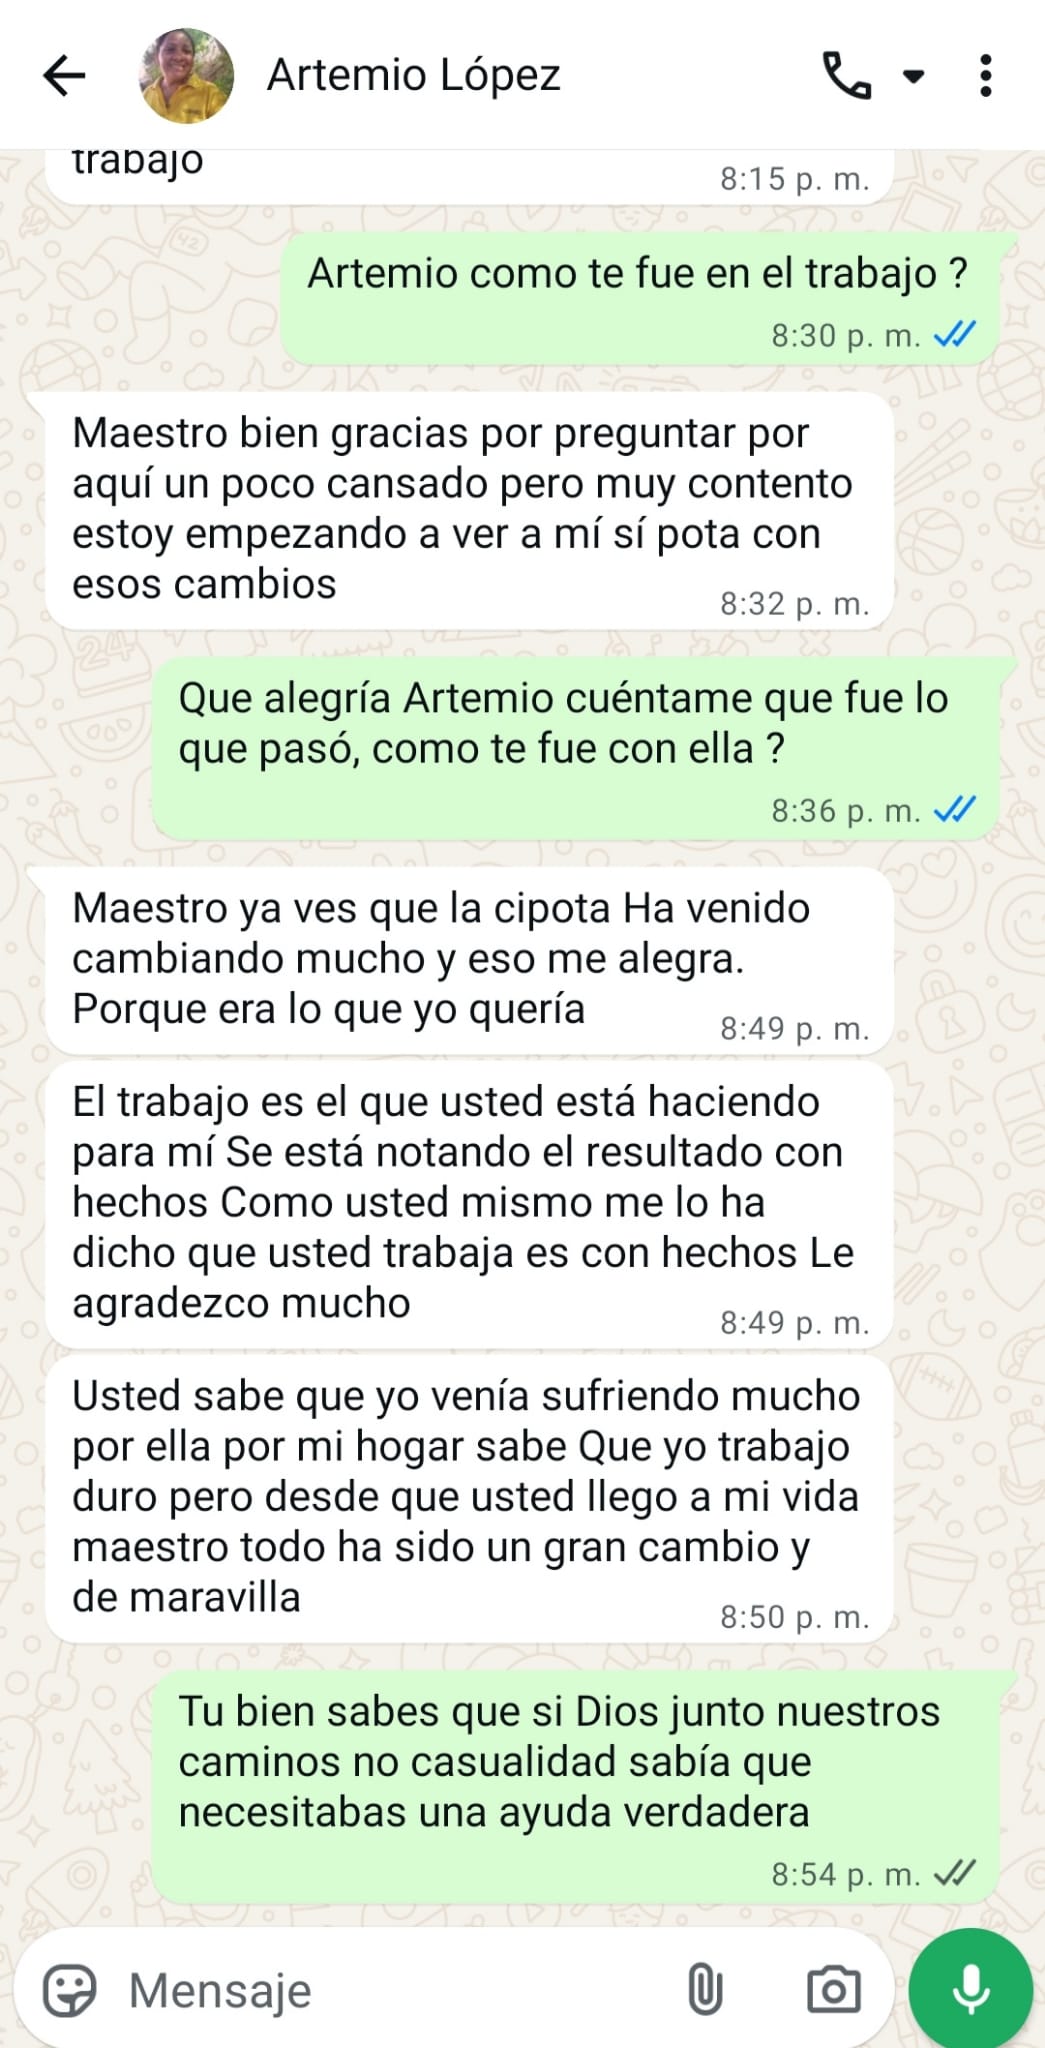 Artemio López
trabajo
8:15 p. m.
Artemio como te fue en el trabajo ?
8:30 p. m.
Maestro bien gracias por preguntar por
aquí un poco cansado pero muy contento
estoy empezando a ver a mí sí pota con
esos cambios
8:32 p. m.
Que alegría Artemio cuéntame que fue lo
que pasó, como te fue con ella ?
8:36 p. m.
Maestro ya ves que la cipota Ha venido
cambiando mucho y eso me alegra.
Porque era lo que yo quería
8:49 p. m.
El trabajo es el que usted está haciendo
para mí Se está notando el resultado con
hechos Como usted mismo me lo ha
dicho que usted trabaja es con hechos Le
agradezco mucho
8:49 p. m.
Usted sabe que yo venía sufriendo mucho
por ella por mi hogar sabe Que yo trabajo
duro pero desde que usted llego a mi vida
maestro todo ha sido un gran cambio y
de maravilla
8:50 p. m.
Tu bien sabes que si Dios junto nuestros
caminos no casualidad sabía que
necesitabas una ayuda verdadera
8:54 p. m.
Mensaje